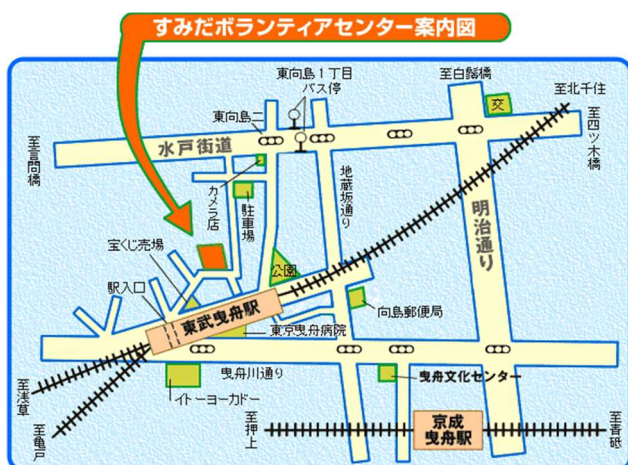 すみだボランティアセンター案内図
東向島１丁目
バス停
至白鬚橋
至北千住
交
東向島二
至四ツ木橋
水戸街道
至言問橋
カメラ店
駐車場
地蔵坂通り
明治通り
宝くじ売場
駅入口
公園
東武曳舟駅
向島郵便局
東京曳舟病院
曳舟川通り
曳舟文化センター
イトーヨーカドー
至浅草
至亀戸
至押上
京成
曳舟駅
至青砥